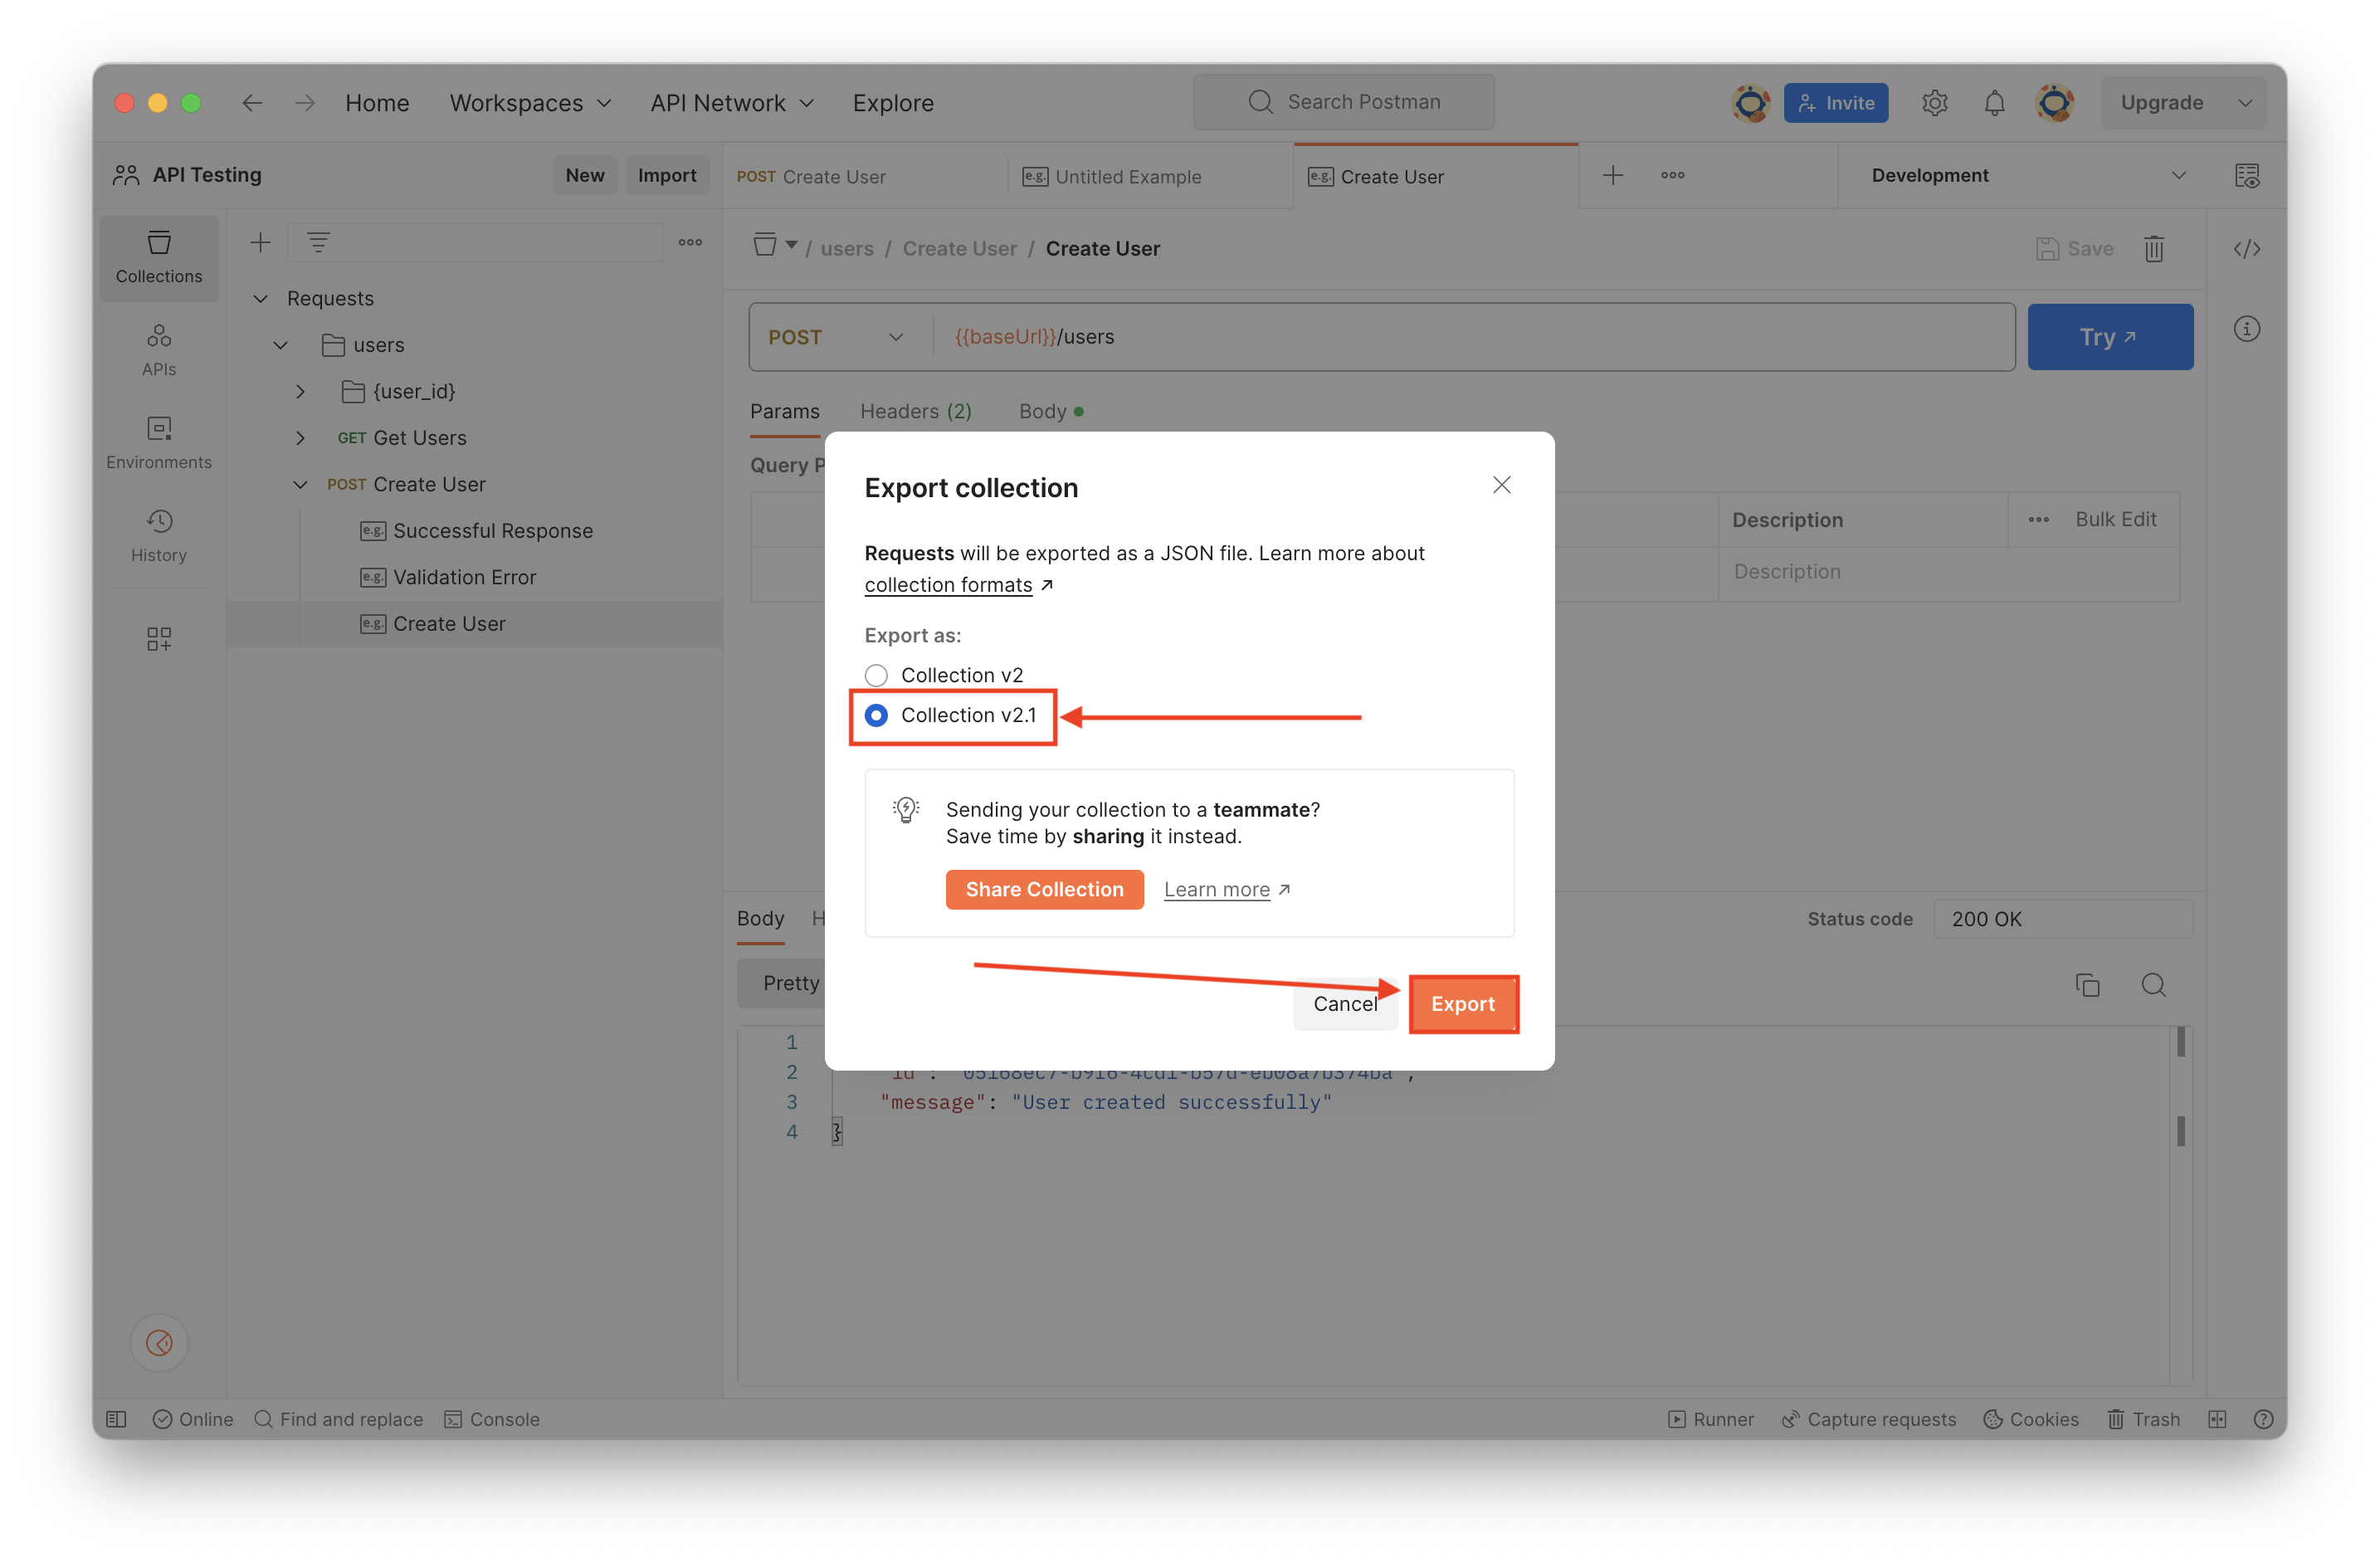 Home
Workspaces
API Network
Explore
Search Postman
Invite
Upgrade
API Testing
New
Import
POST Create User
e.g. Untitled Example
e.g. Create User
Development
Collections
APIs
Environments
History
Requests
users
{user_id}
GET Get Users
POST Create User
e.g. Successful Response
e.g. Validation Error
e.g. Create User
/ users / Create User / Create User
Save
</>
POST
{{baseUrl}}/users
Try
Params
Headers (2)
Body
Query P
Description
Bulk Edit
Description
Export collection
Requests will be exported as a JSON file. Learn more about
collection formats
Export as:
Collection v2
Collection v2.1
Sending your collection to a teammate?
Save time by sharing it instead.
Share Collection
Learn more
Cancel
Export
Body
H
Status code
200 OK
Pretty
1
2
3 "message": "User created successfully"
4 }
Online
Find and replace
Console
Runner
Capture requests
Cookies
Trash